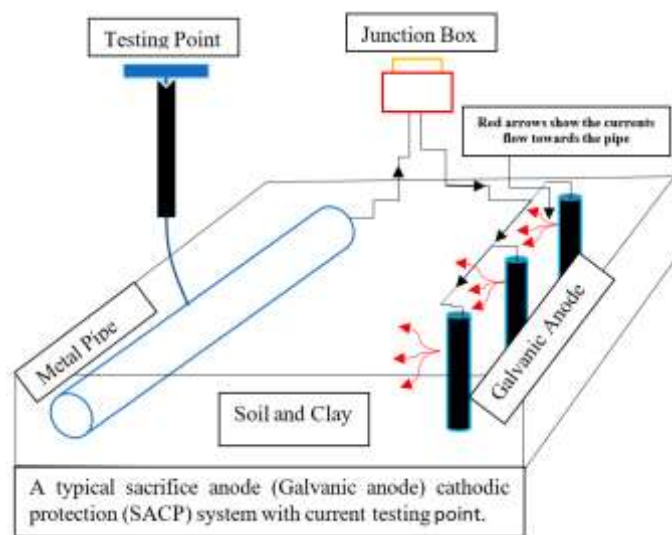 Testing Point
Junction Box
Red arrows show the currents
flow towards the pipe
Metal Pipe
Galvanic Anode
Soil and Clay
A typical sacrifice anode (Galvanic anode) cathodic
protection (SACP) system with current testing point.